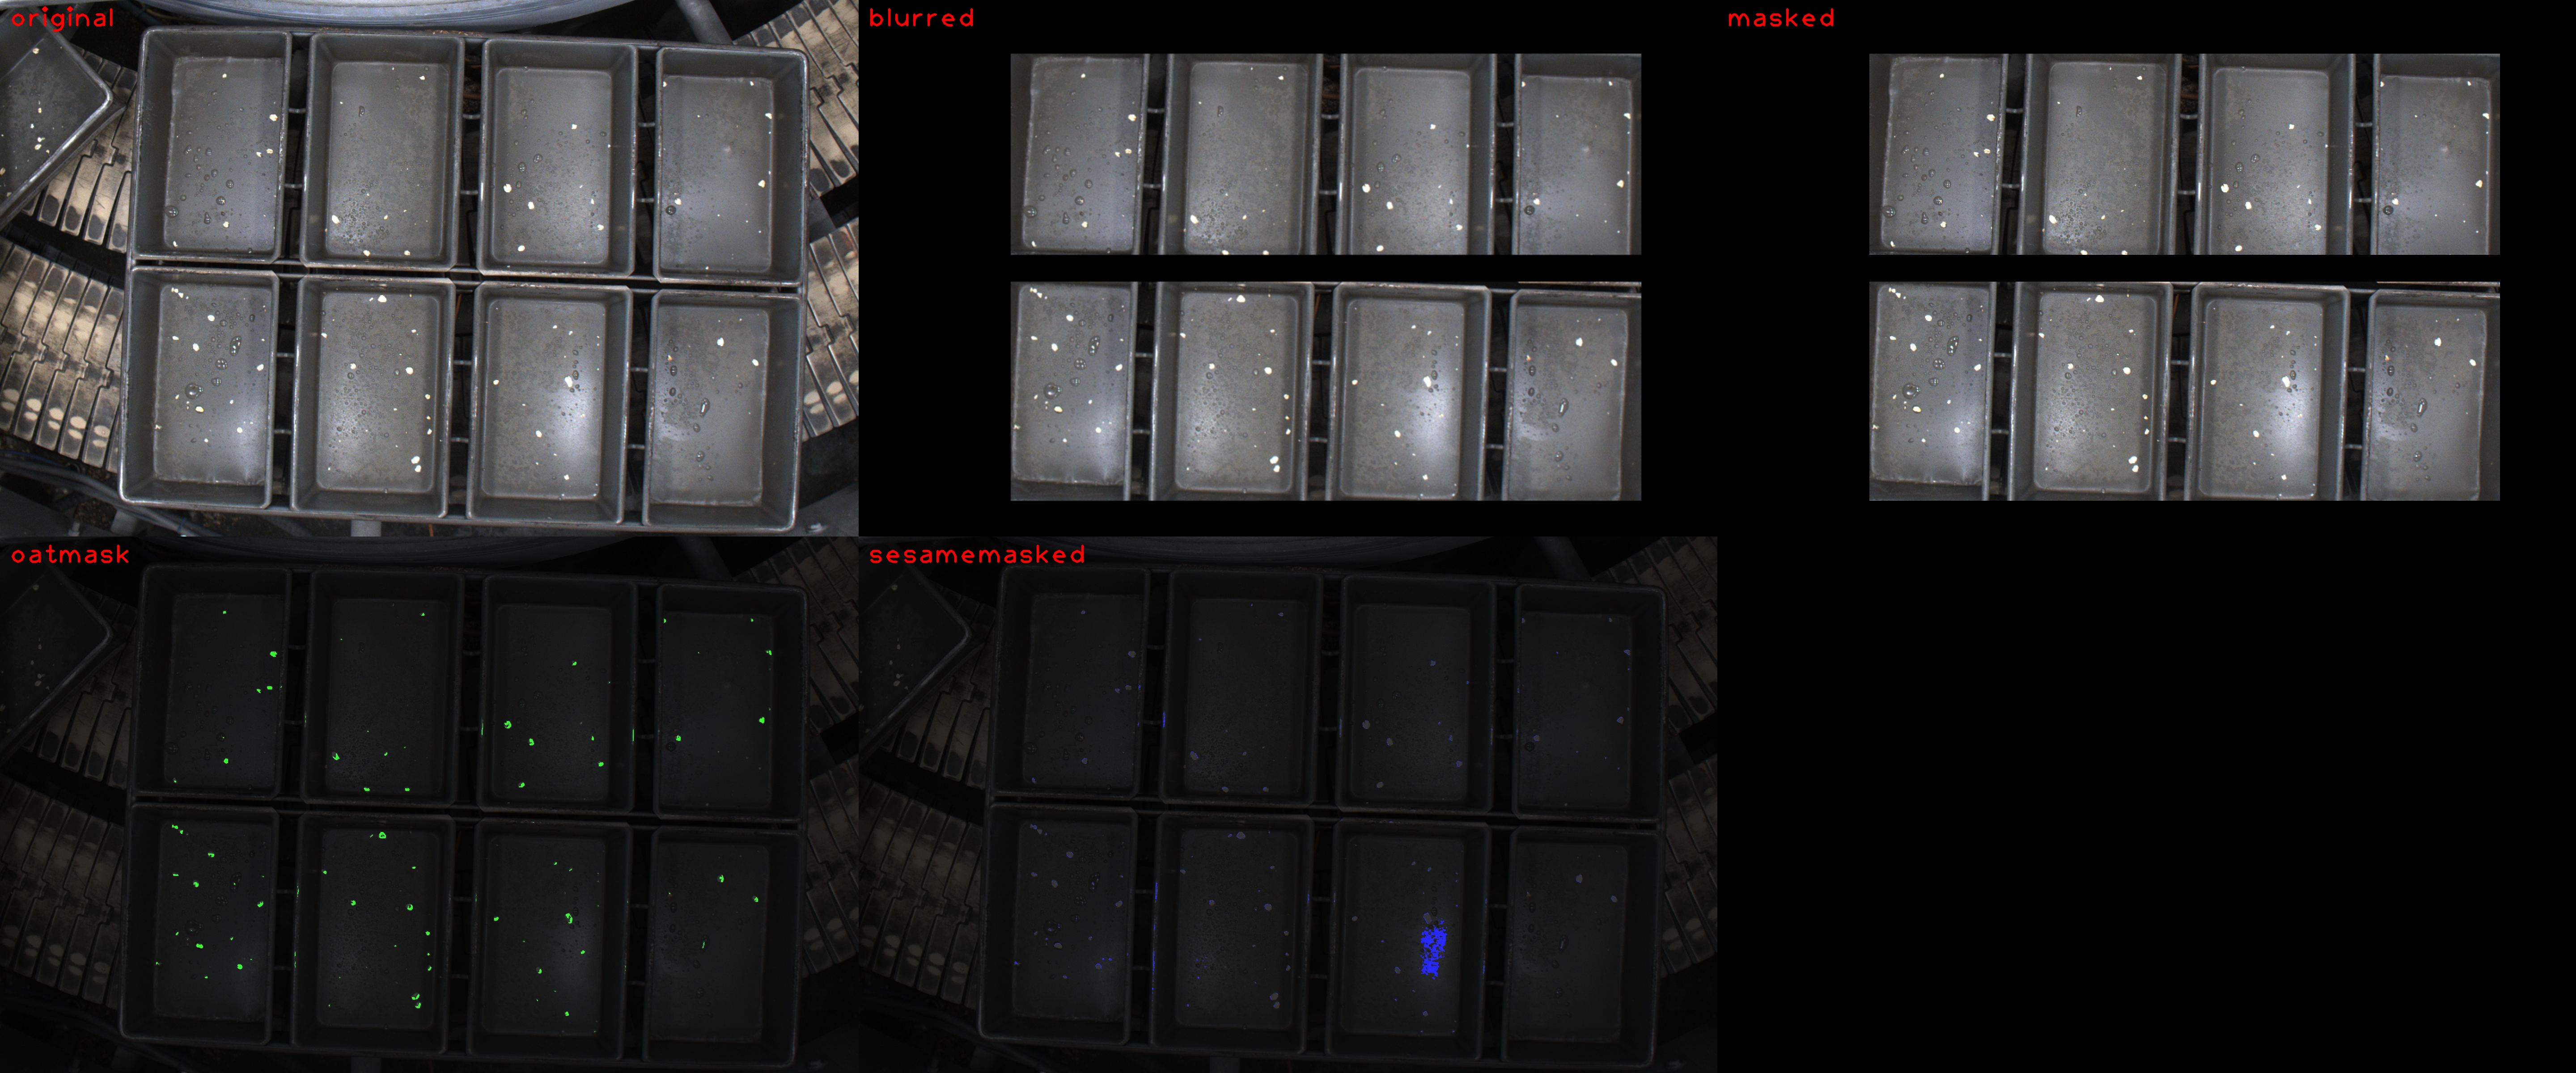 original
blurred
masked
oatmask
sesamemasked